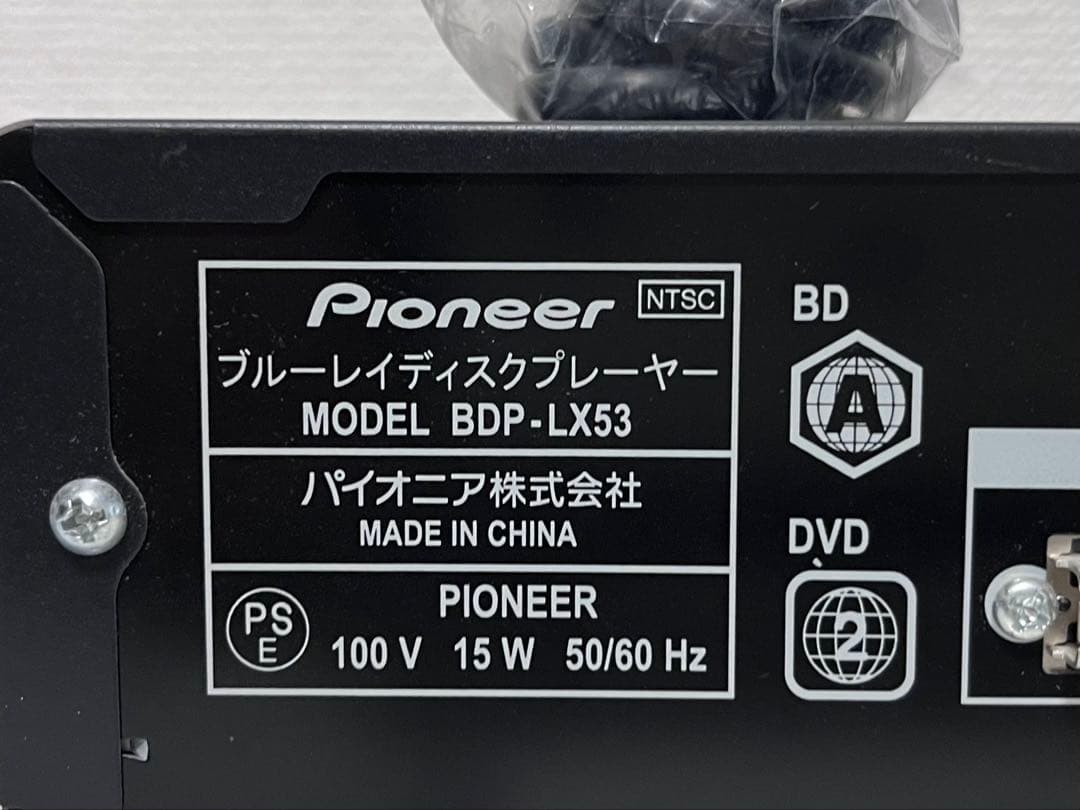 Pioneer NTSC
ブルーレイディスクプレーヤー
MODEL BDP-LX53
パイオニア株式会社
MADE IN CHINA
PIONEER
PS
E
100 V 15 W 50/60 Hz
BD
A
DVD
2